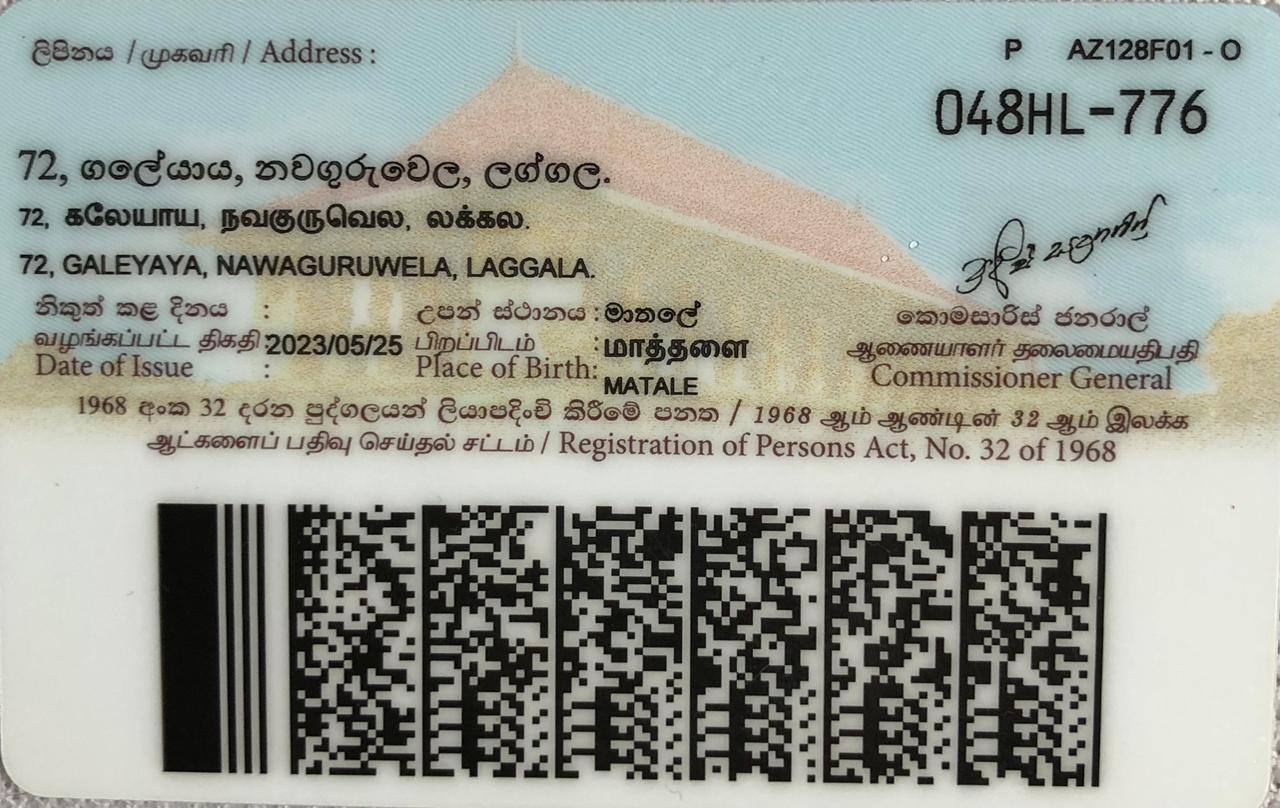 ලිපිනය / முகவரி / Address :
P AZ128F01 - O
048HL-776
72, ගලේයාය, නවගුරුවෙල, ලග්ගල.
72, கலேயாய, நவகுருவெல, லக்கல.
72, GALEYAYA, NAWAGURUWELA, LAGGALA.
නිකුත් කළ දිනය : උපන් ස්ථානය : මාතලේ
வழங்கப்பட்ட திகதி 2023/05/25 பிறப்பிடம் : மாத்தளை
Date of Issue : Place of Birth: MATALE
කොමසාරිස් ජනරාල්
ஆணையாளர் தலைமையதிபதி
Commissioner General
1968 අංක 32 දරන පුද්ගලයන් ලියාපදිංචි කිරීමේ පනත / 1968 ஆம் ஆண்டின் 32 ஆம் இலக்க
ஆட்களைப் பதிவு செய்தல் சட்டம் / Registration of Persons Act, No. 32 of 1968